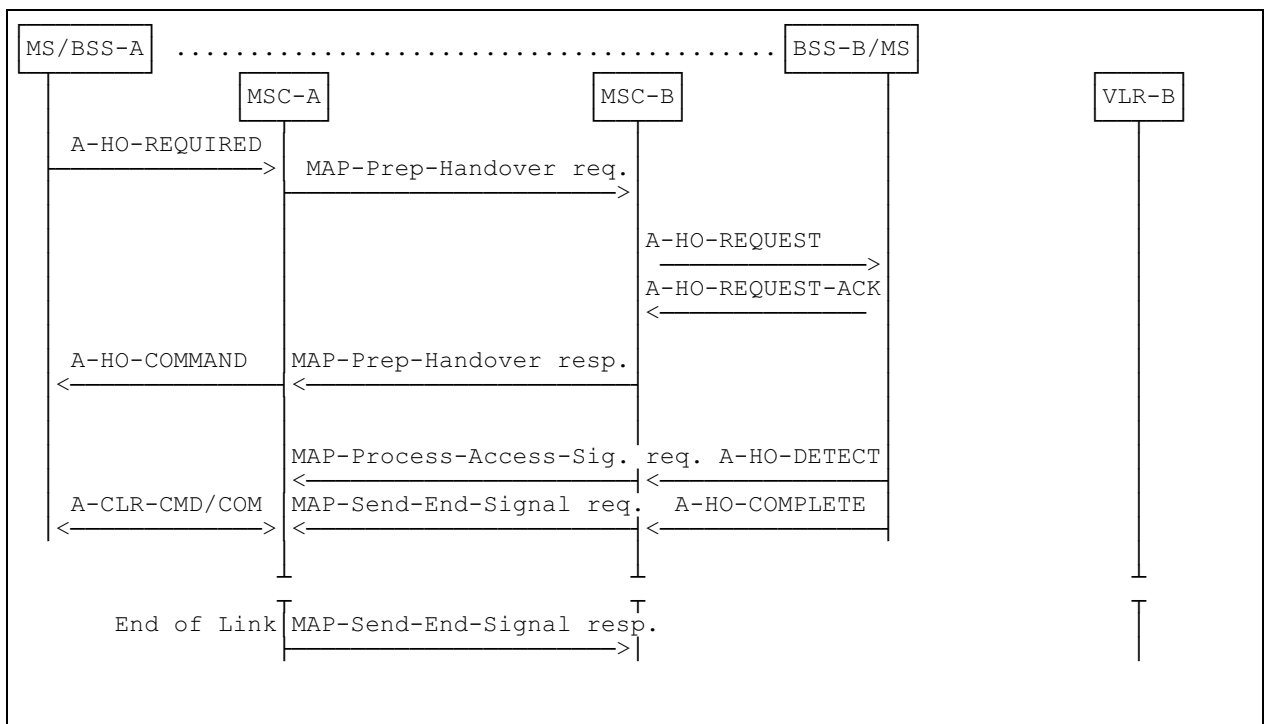 MS/BSS-A BSS-B/MS
MSC-A MSC-B VLR-B
A-HO-REQUIRED
MAP-Prep-Handover req.
A-HO-REQUEST
A-HO-REQUEST-ACK
A-HO-COMMAND MAP-Prep-Handover resp.
MAP-Process-Access-Sig. req. A-HO-DETECT
A-CLR-CMD/COM MAP-Send-End-Signal req. A-HO-COMPLETE
End of Link MAP-Send-End-Signal resp.